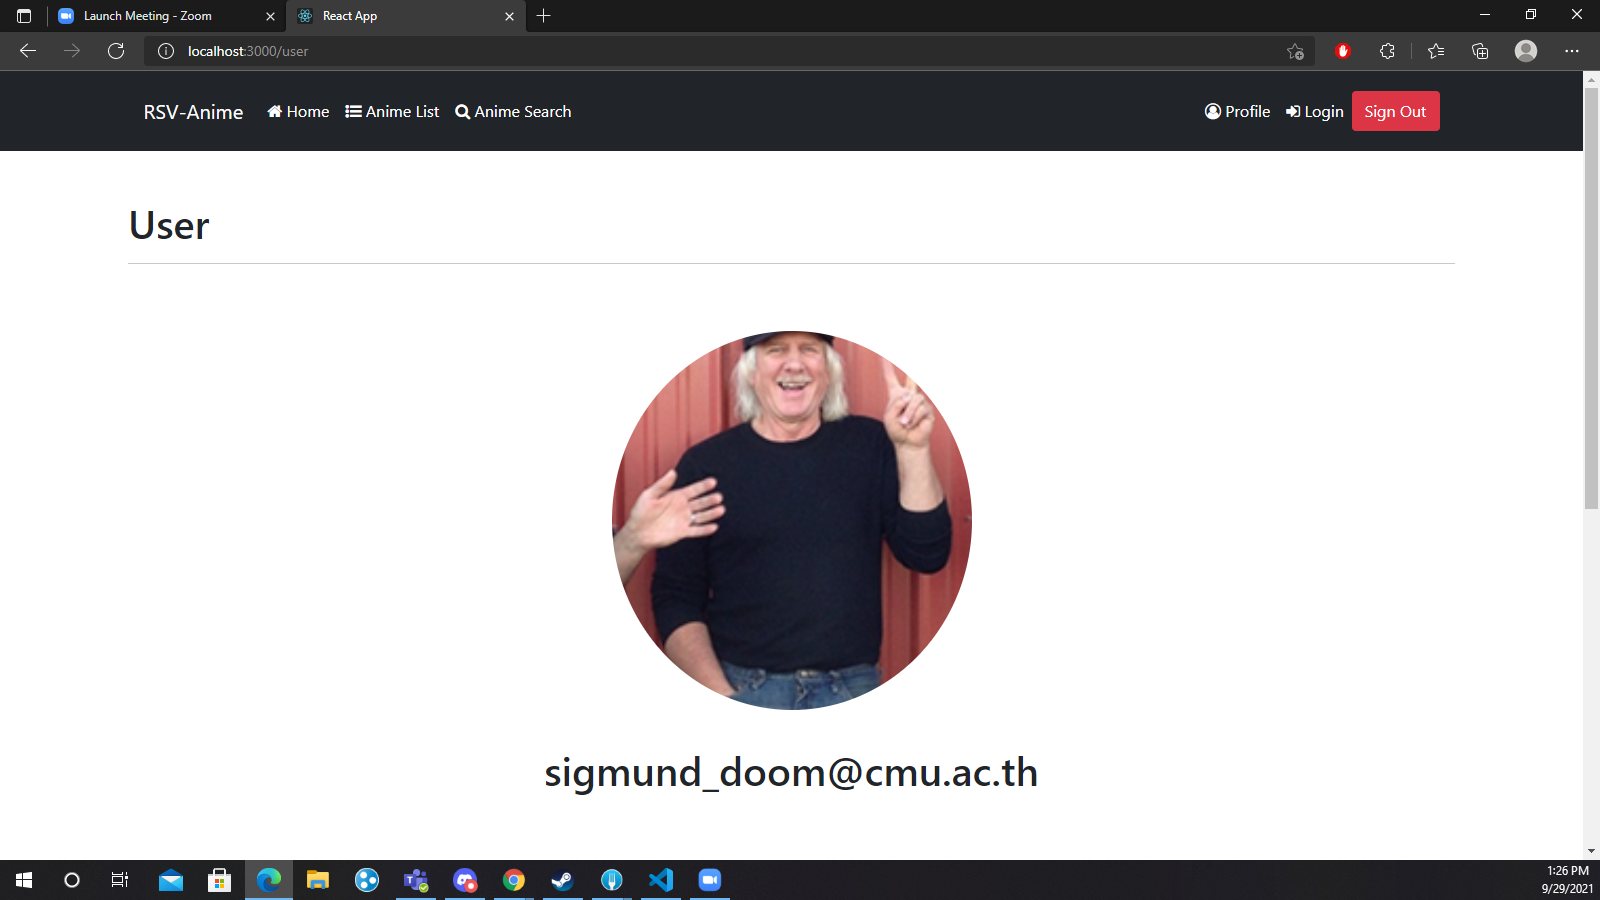 Launch Meeting - Zoom
React App
localhost:3000/user
RSV-Anime
Home
Anime List
Anime Search
Profile
Login
Sign Out
User
sigmund_doom@cmu.ac.th
1:26 PM
9/29/2021